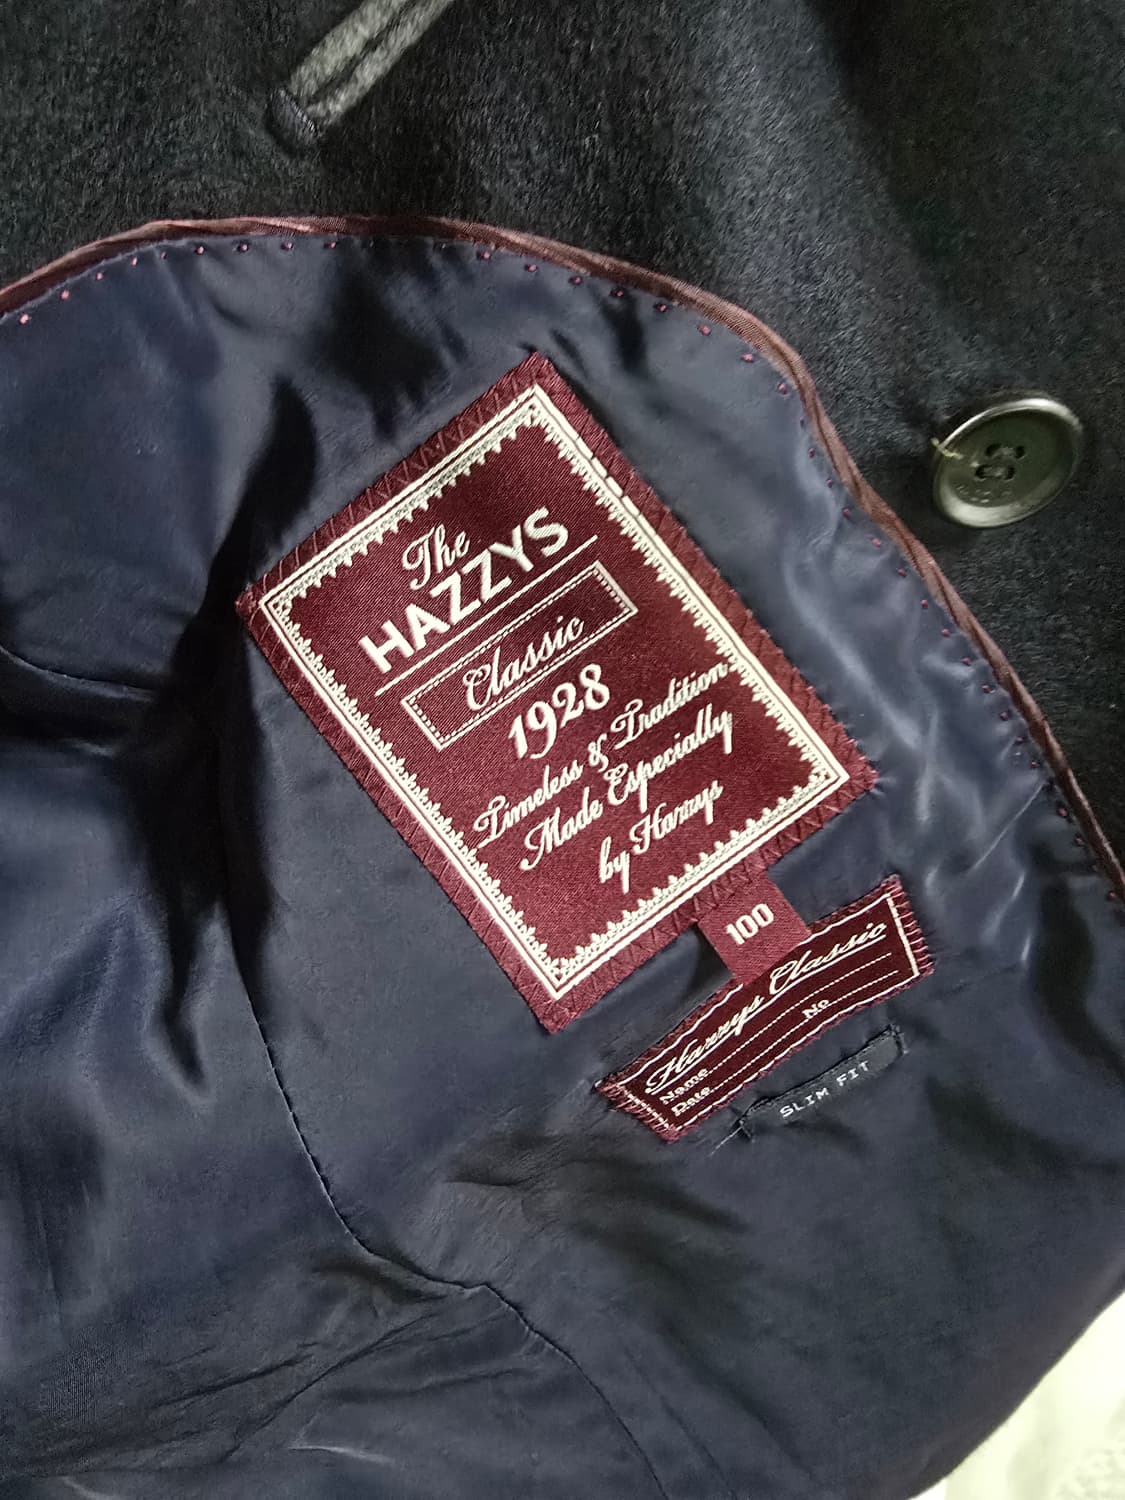 The
HAZZYS
Classic
1928
Timeless & Tradition
Made Especially
by Hazzys
100
Hazzys Classic
Name No
Date
SLIM FIT